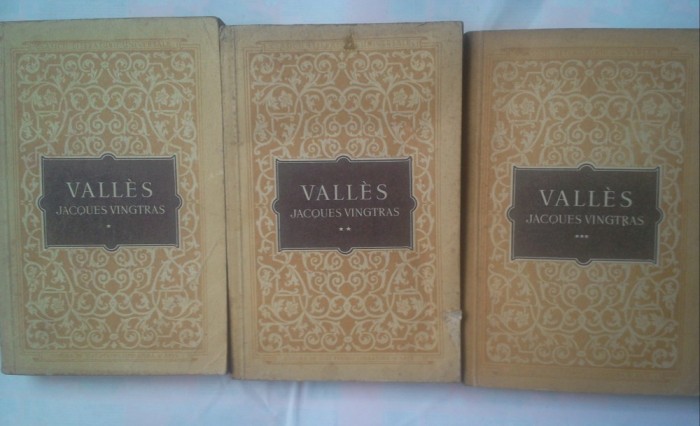 VALLÈS
JACQUES VINGTRAS
*
VALLÈS
JACQUES VINGTRAS
**
VALLÈS
JACQUES VINGTRAS
***